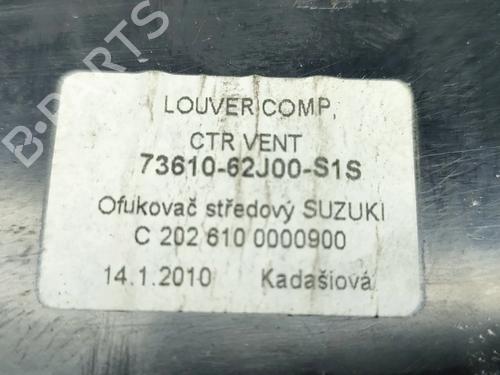 B-PARTS
LOUVER COMP,
CTR VENT
73610-62J00-S1S
Ofukovač středový SUZUKI
C 202 610 0000900
14.1.2010 Kadašiová